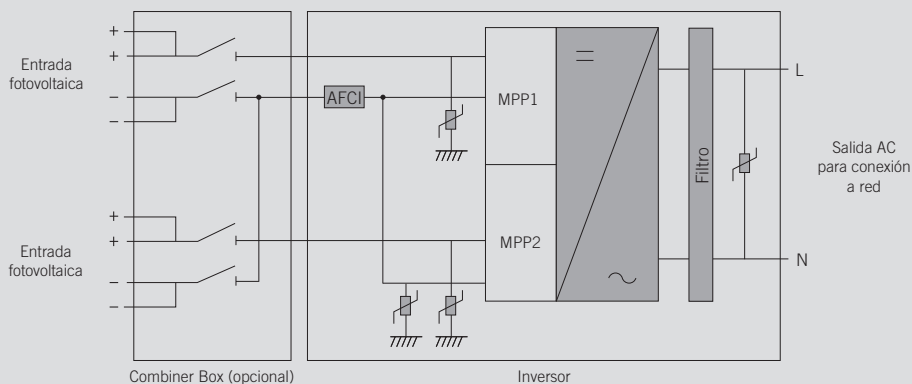 Entrada
fotovoltaica
+
+
−
−
AFCI
MPP1
Filtro
L
Salida AC
para conexión
a red
Entrada
fotovoltaica
+
+
−
−
MPP2
N
Combiner Box (opcional)
Inversor